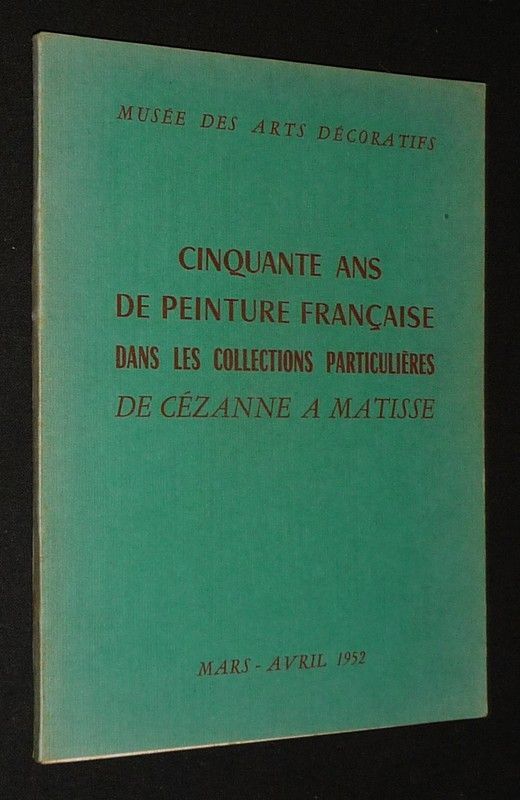 MUSÉE DES ARTS DÉCORATIFS
CINQUANTE ANS
DE PEINTURE FRANÇAISE
DANS LES COLLECTIONS PARTICULIÈRES
DE CÉZANNE A MATISSE
MARS - AVRIL 1952